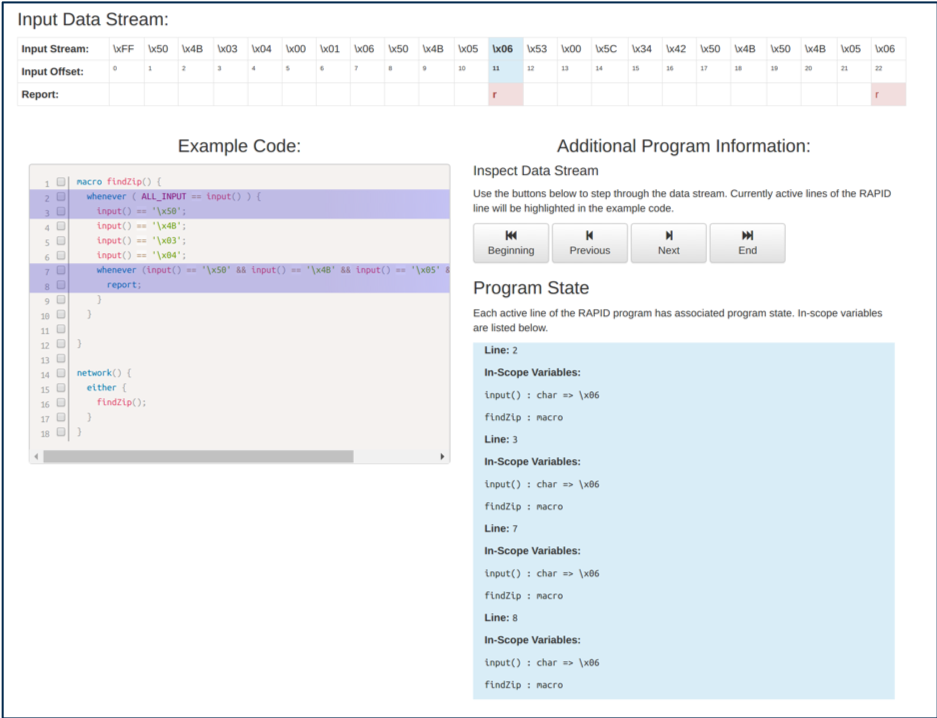 Input Data Stream:
Input Stream: \xFF \x50 \x4B \x03 \x04 \x00 \x01 \x06 \x50 \x4B \x05 \x06 \x53 \x00 \x5C \x34 \x42 \x50 \x4B \x50 \x4B \x05 \x06
Input Offset: 0 1 2 3 4 5 6 7 8 9 10 11 12 13 14 15 16 17 18 19 20 21 22
Report: r r
Example Code:
1 macro findZip() {
2 whenever ( ALL_INPUT == input() ) {
3 input() == '\x50';
4 input() == '\x4B';
5 input() == '\x03';
6 input() == '\x04';
7 whenever (input() == '\x50' && input() == '\x4B' && input() == '\x05' &
8 report;
9 }
10 }
11
12 }
13
14 network() {
15 either {
16 findZip();
17 }
18 }
Additional Program Information:
Inspect Data Stream
Use the buttons below to step through the data stream. Currently active lines of the RAPID
line will be highlighted in the example code.
Beginning Previous Next End
Program State
Each active line of the RAPID program has associated program state. In-scope variables
are listed below.
Line: 2
In-Scope Variables:
input() : char => \x06
findZip : macro
Line: 3
In-Scope Variables:
input() : char => \x06
findZip : macro
Line: 7
In-Scope Variables:
input() : char => \x06
findZip : macro
Line: 8
In-Scope Variables:
input() : char => \x06
findZip : macro